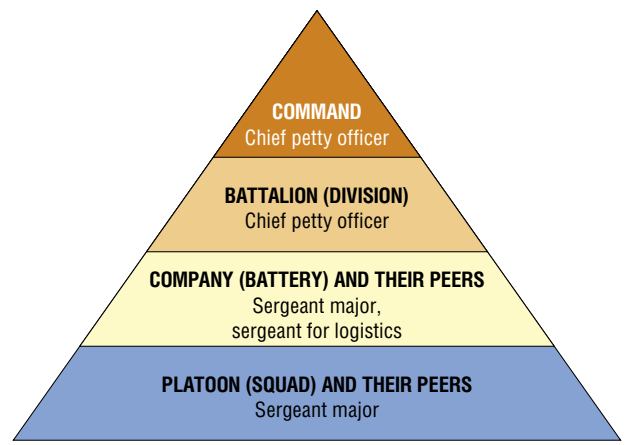 COMMAND
Chief petty officer
BATTALION (DIVISION)
Chief petty officer
COMPANY (BATTERY) AND THEIR PEERS
Sergeant major,
sergeant for logistics
PLATOON (SQUAD) AND THEIR PEERS
Sergeant major